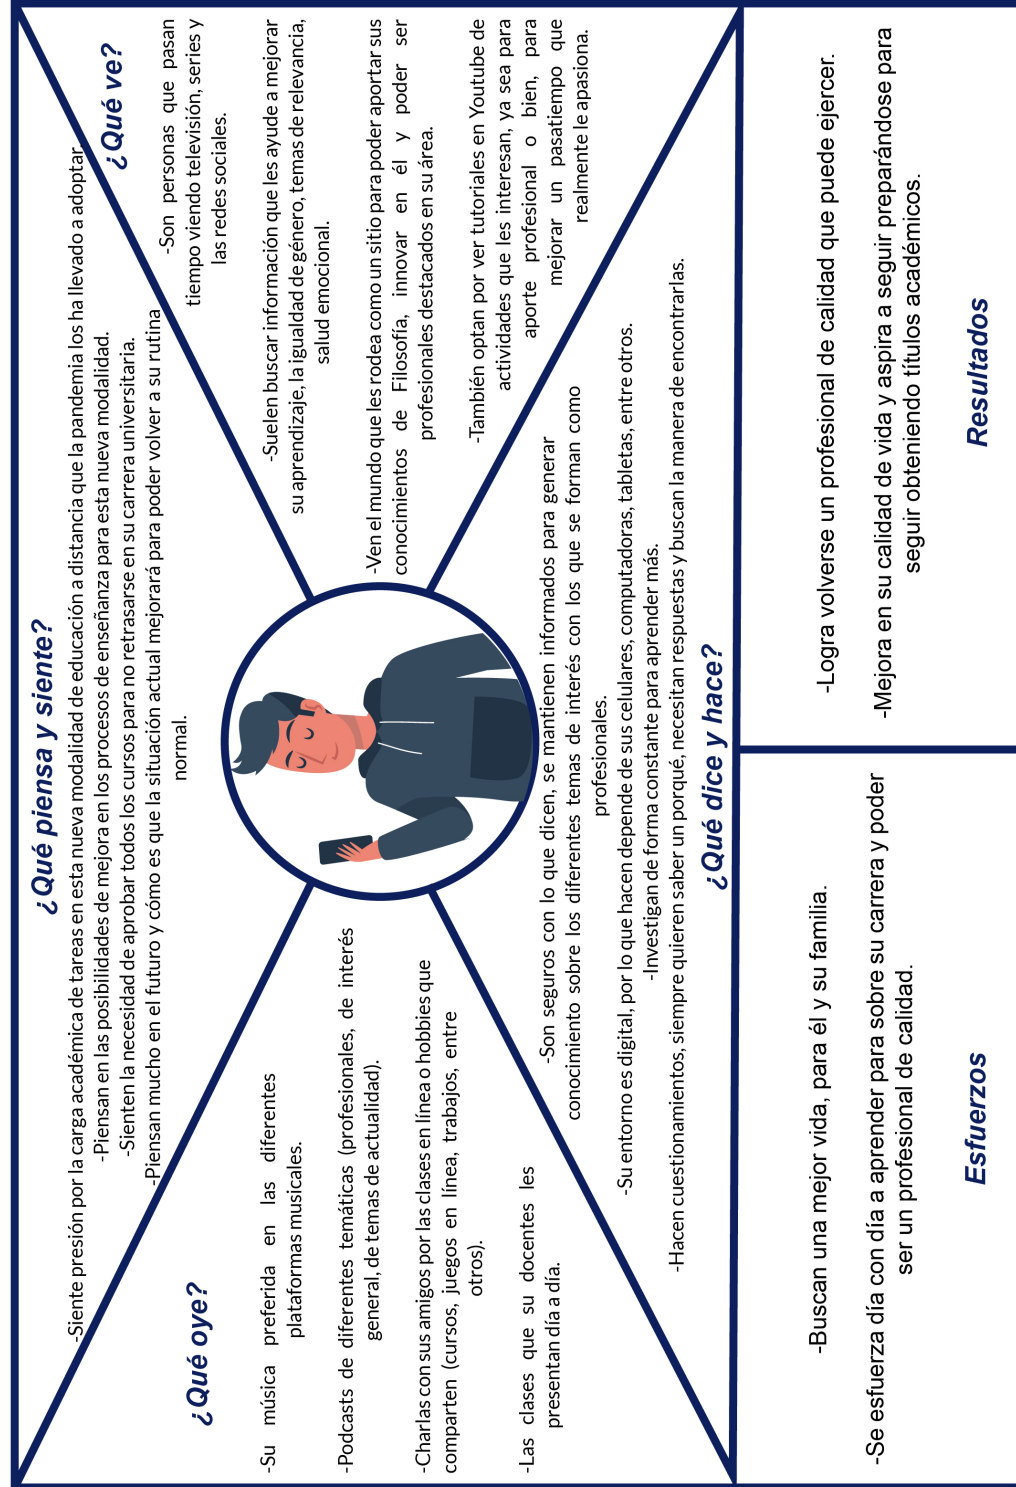 ¿Qué piensa y siente?
-Siente presión por la carga académica de tareas en esta nueva modalidad de educación a distancia que la pandemia los ha llevado a adoptar.
-Piensan en las posibilidades de mejora en los procesos de enseñanza para esta nueva modalidad.
-Sienten la necesidad de aprobar todos los cursos para no retrasarse en su carrera universitaria.
-Piensan mucho en el futuro y cómo es que la situación actual mejorará para poder volver a su rutina
normal.
¿Qué oye?
-Su música preferida en las diferentes
plataformas musicales.
-Podcasts de diferentes temáticas (profesionales, de interés
general, de temas de actualidad).
-Charlas con sus amigos por las clases en línea o hobbies que
comparten (cursos, juegos en línea, trabajos, entre
otros).
-Las clases que su docentes les
presentan día a día.
¿Qué ve?
-Son personas que pasan
tiempo viendo televisión, series y
las redes sociales.
-Suelen buscar información que les ayude a mejorar
su aprendizaje, la igualdad de género, temas de relevancia,
salud emocional.
-Ven el mundo que les rodea como un sitio para poder aportar sus
conocimientos de Filosofía, innovar en él y poder ser
profesionales destacados en su área.
-También optan por ver tutoriales en Youtube de
actividades que les interesan, ya sea para
aporte profesional o bien, para
mejorar un pasatiempo que
realmente le apasiona.
-Son seguros con lo que dicen, se mantienen informados para generar
conocimiento sobre los diferentes temas de interés con los que se forman como
profesionales.
-Su entorno es digital, por lo que hacen depende de sus celulares, computadoras, tabletas, entre otros.
-Investigan de forma constante para aprender más.
-Hacen cuestionamientos, siempre quieren saber un porqué, necesitan respuestas y buscan la manera de encontrarlas.
¿Qué dice y hace?
-Buscan una mejor vida, para él y su familia.
-Se esfuerza día con día a aprender para sobre su carrera y poder
ser un profesional de calidad.
Esfuerzos
-Logra volverse un profesional de calidad que puede ejercer.
-Mejora en su calidad de vida y aspira a seguir preparándose para
seguir obteniendo títulos académicos.
Resultados